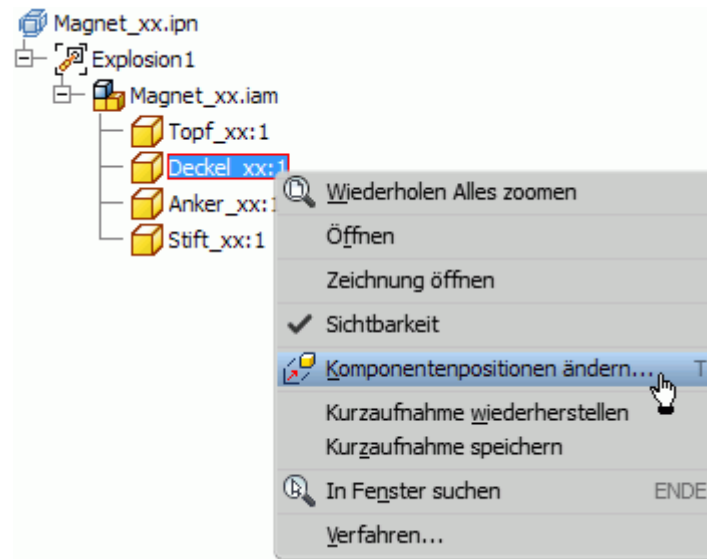 Magnet_xx.ipn
Explosion1
Magnet_xx.iam
Topf_xx:1
Deckel_xx:1
Anker_xx:1
Stift_xx:1
Wiederholen Alles zoomen
Öffnen
Zeichnung öffnen
Sichtbarkeit
Komponentenpositionen ändern... T
Kurzaufnahme wiederherstellen
Kurzaufnahme speichern
In Fenster suchen ENDE
Verfahren...